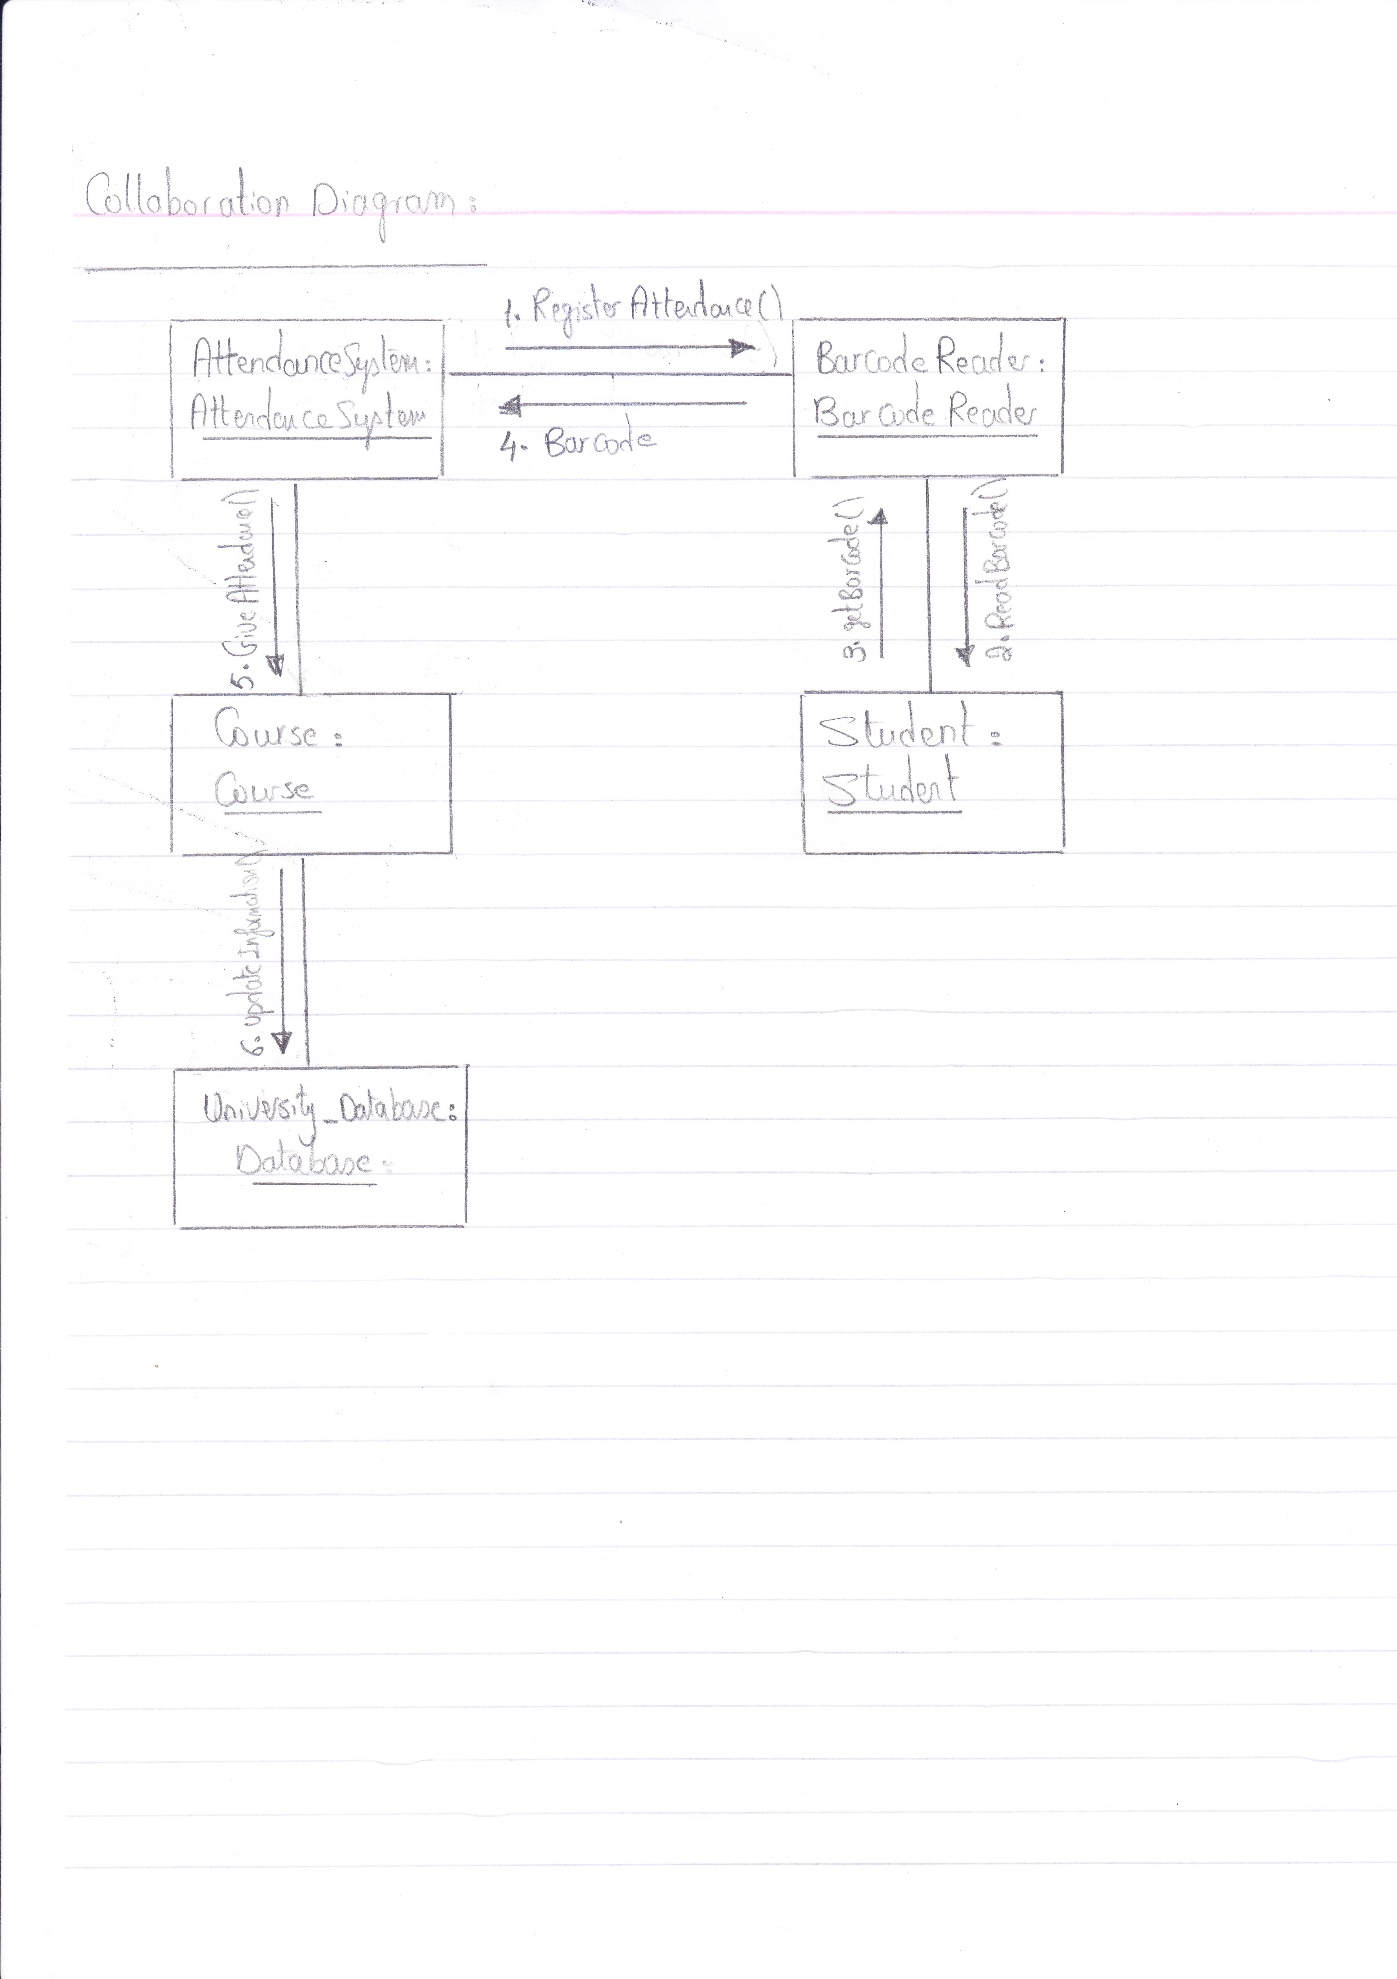 Collaboration Diagram:
1. Register Attendance()
AttendanceSystem:
AttendanceSystem
Barcode Reader:
Barcode Reader
4. Barcode
5. Give Attendance()
3. getBarcode()
2. ReadBarcode()
Course:
Course
Student:
Student
6. update Information()
University_Database:
Database: